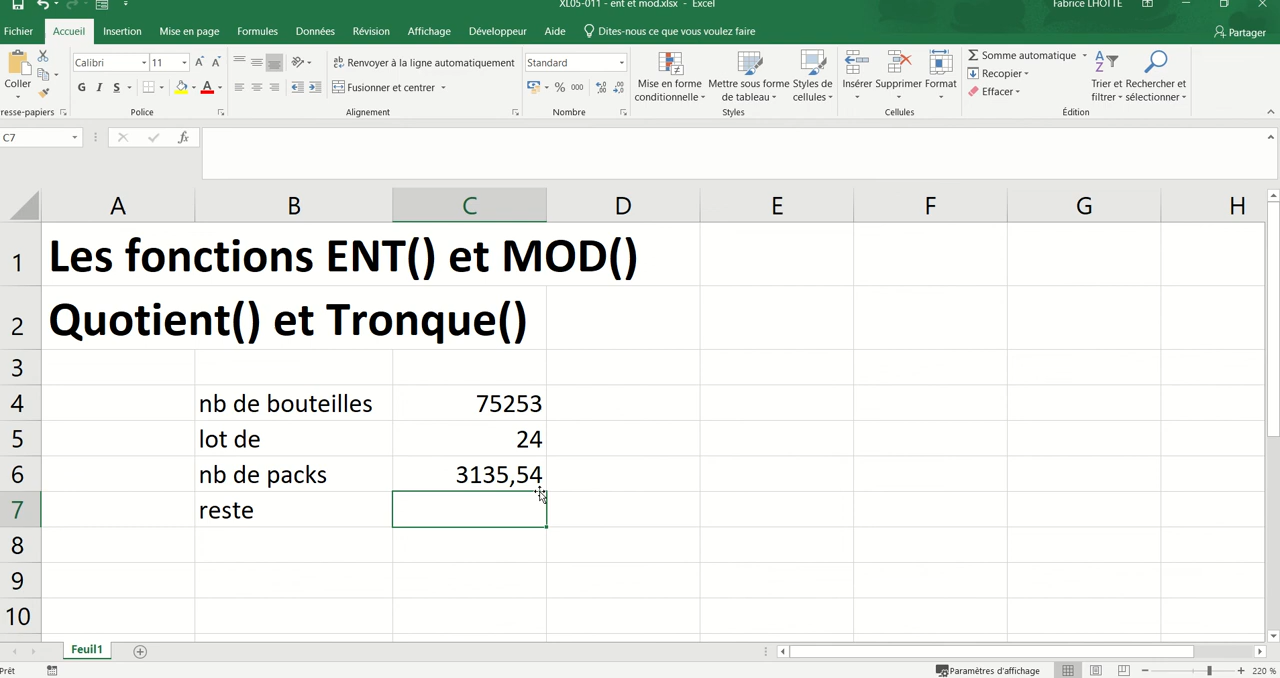 XL05-011 - ent et mod.xlsx - Excel
Fabrice LHOTTE
Fichier Accueil Insertion Mise en page Formules Données Révision Affichage Développeur Aide Dites-nous ce que vous voulez faire
Partager
Coller
Calibri 11
Renvoyer à la ligne automatiquement
Standard
Mise en forme conditionnelle
Mettre sous forme de tableau
Styles de cellules
Insérer Supprimer Format
Somme automatique
Recopier
Effacer
Trier et filtrer
Rechercher et sélectionner
G I S
Fusionner et centrer
% 000
resse-papiers Police Alignement Nombre Styles Cellules Édition
C7 fx
A B C D E F G H
1 Les fonctions ENT() et MOD()
2 Quotient() et Tronque()
3
4 nb de bouteilles 75253
5 lot de 24
6 nb de packs 3135,54
7 reste
8
9
10
Feuil1
Prêt
Paramètres d'affichage
220 %